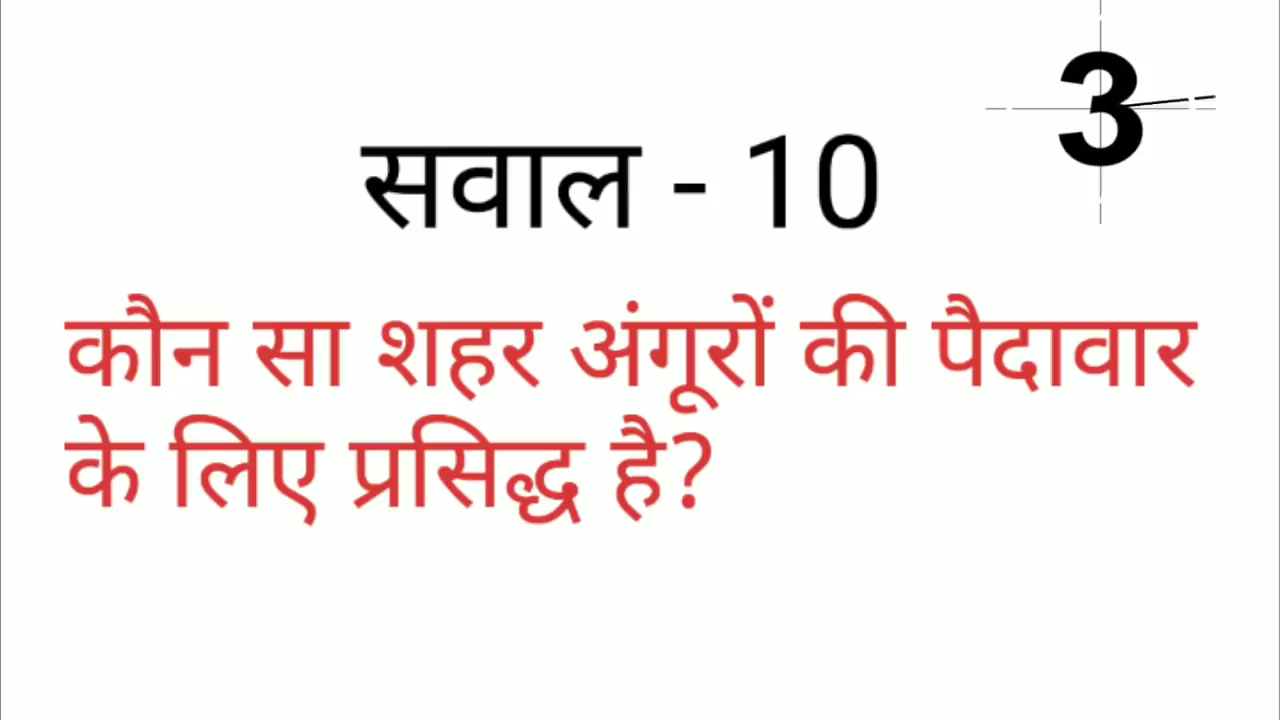 3
सवाल - 10
कौन सा शहर अंगूरों की पैदावार
के लिए प्रसिद्ध है?